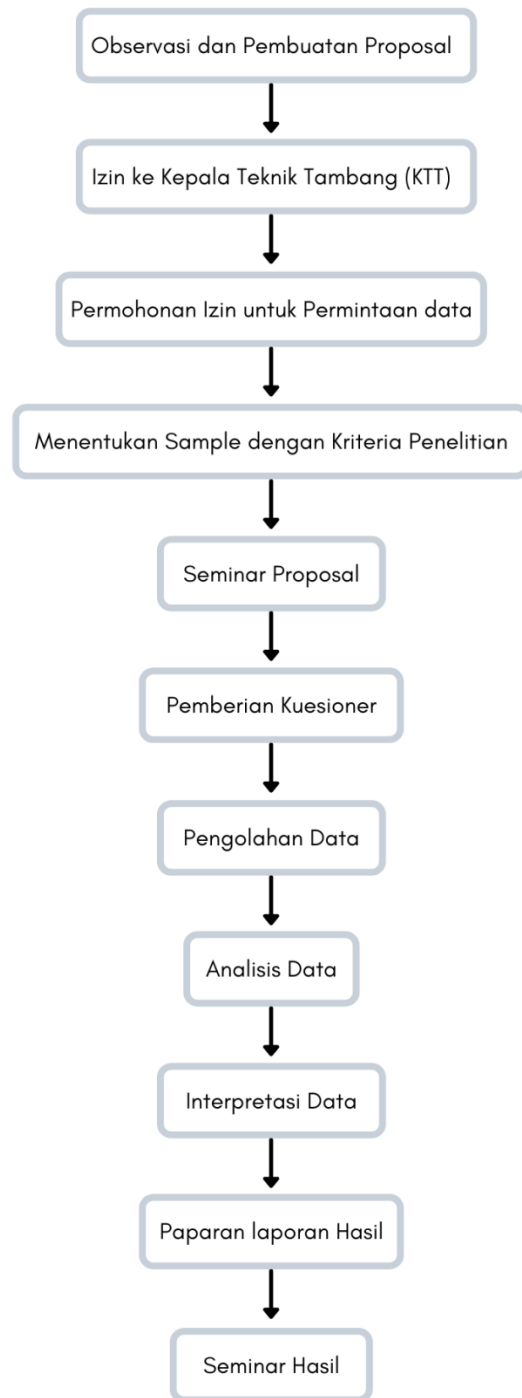 Observasi dan Pembuatan Proposal
Izin ke Kepala Teknik Tambang (KTT)
Permohonan Izin untuk Permintaan data
Menentukan Sample dengan Kriteria Penelitian
Seminar Proposal
Pemberian Kuesioner
Pengolahan Data
Analisis Data
Interpretasi Data
Paparan laporan Hasil
Seminar Hasil